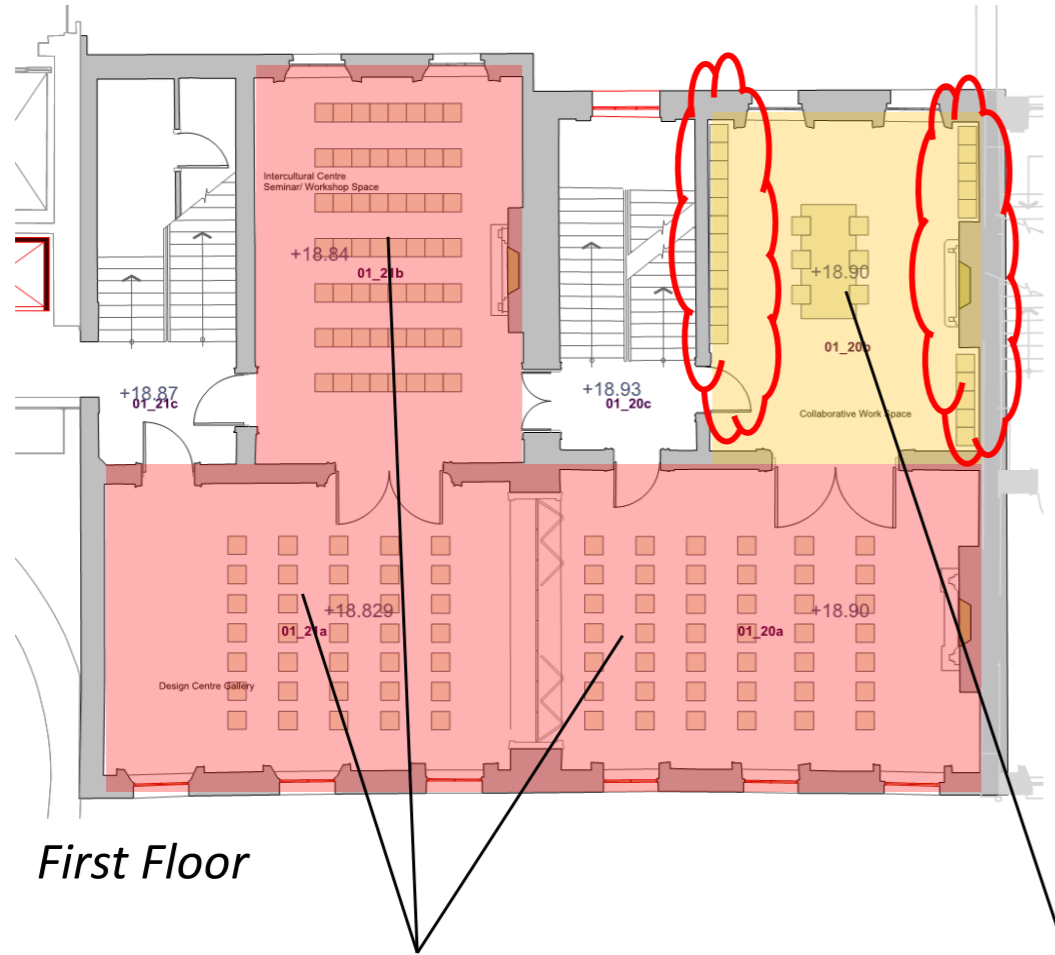 Intercultural Centre
Seminar/ Workshop Space
+18.84
01_21b
+18.90
01_20b
+18.87
01_21c
+18.93
01_20c
Collaborative Work Space
+18.829
01_21a
+18.90
01_20a
Design Centre Gallery
First Floor